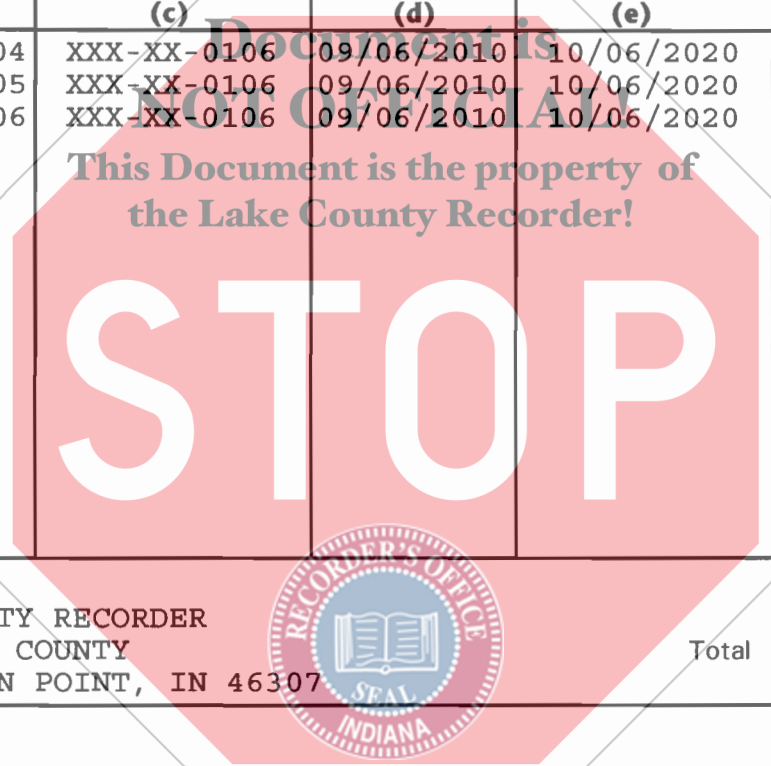 (c) (d) (e)
04 XXX-XX-0106 09/06/2010 10/06/2020
05 XXX-XX-0106 09/06/2010 10/06/2020
06 XXX-XX-0106 09/06/2010 10/06/2020
Document is
NOT OFFICIAL!
This Document is the property of
the Lake County Recorder!
STOP
RECORDER'S OFFICE
SEAL
INDIANA
TY RECORDER
COUNTY Total
N POINT, IN 46307